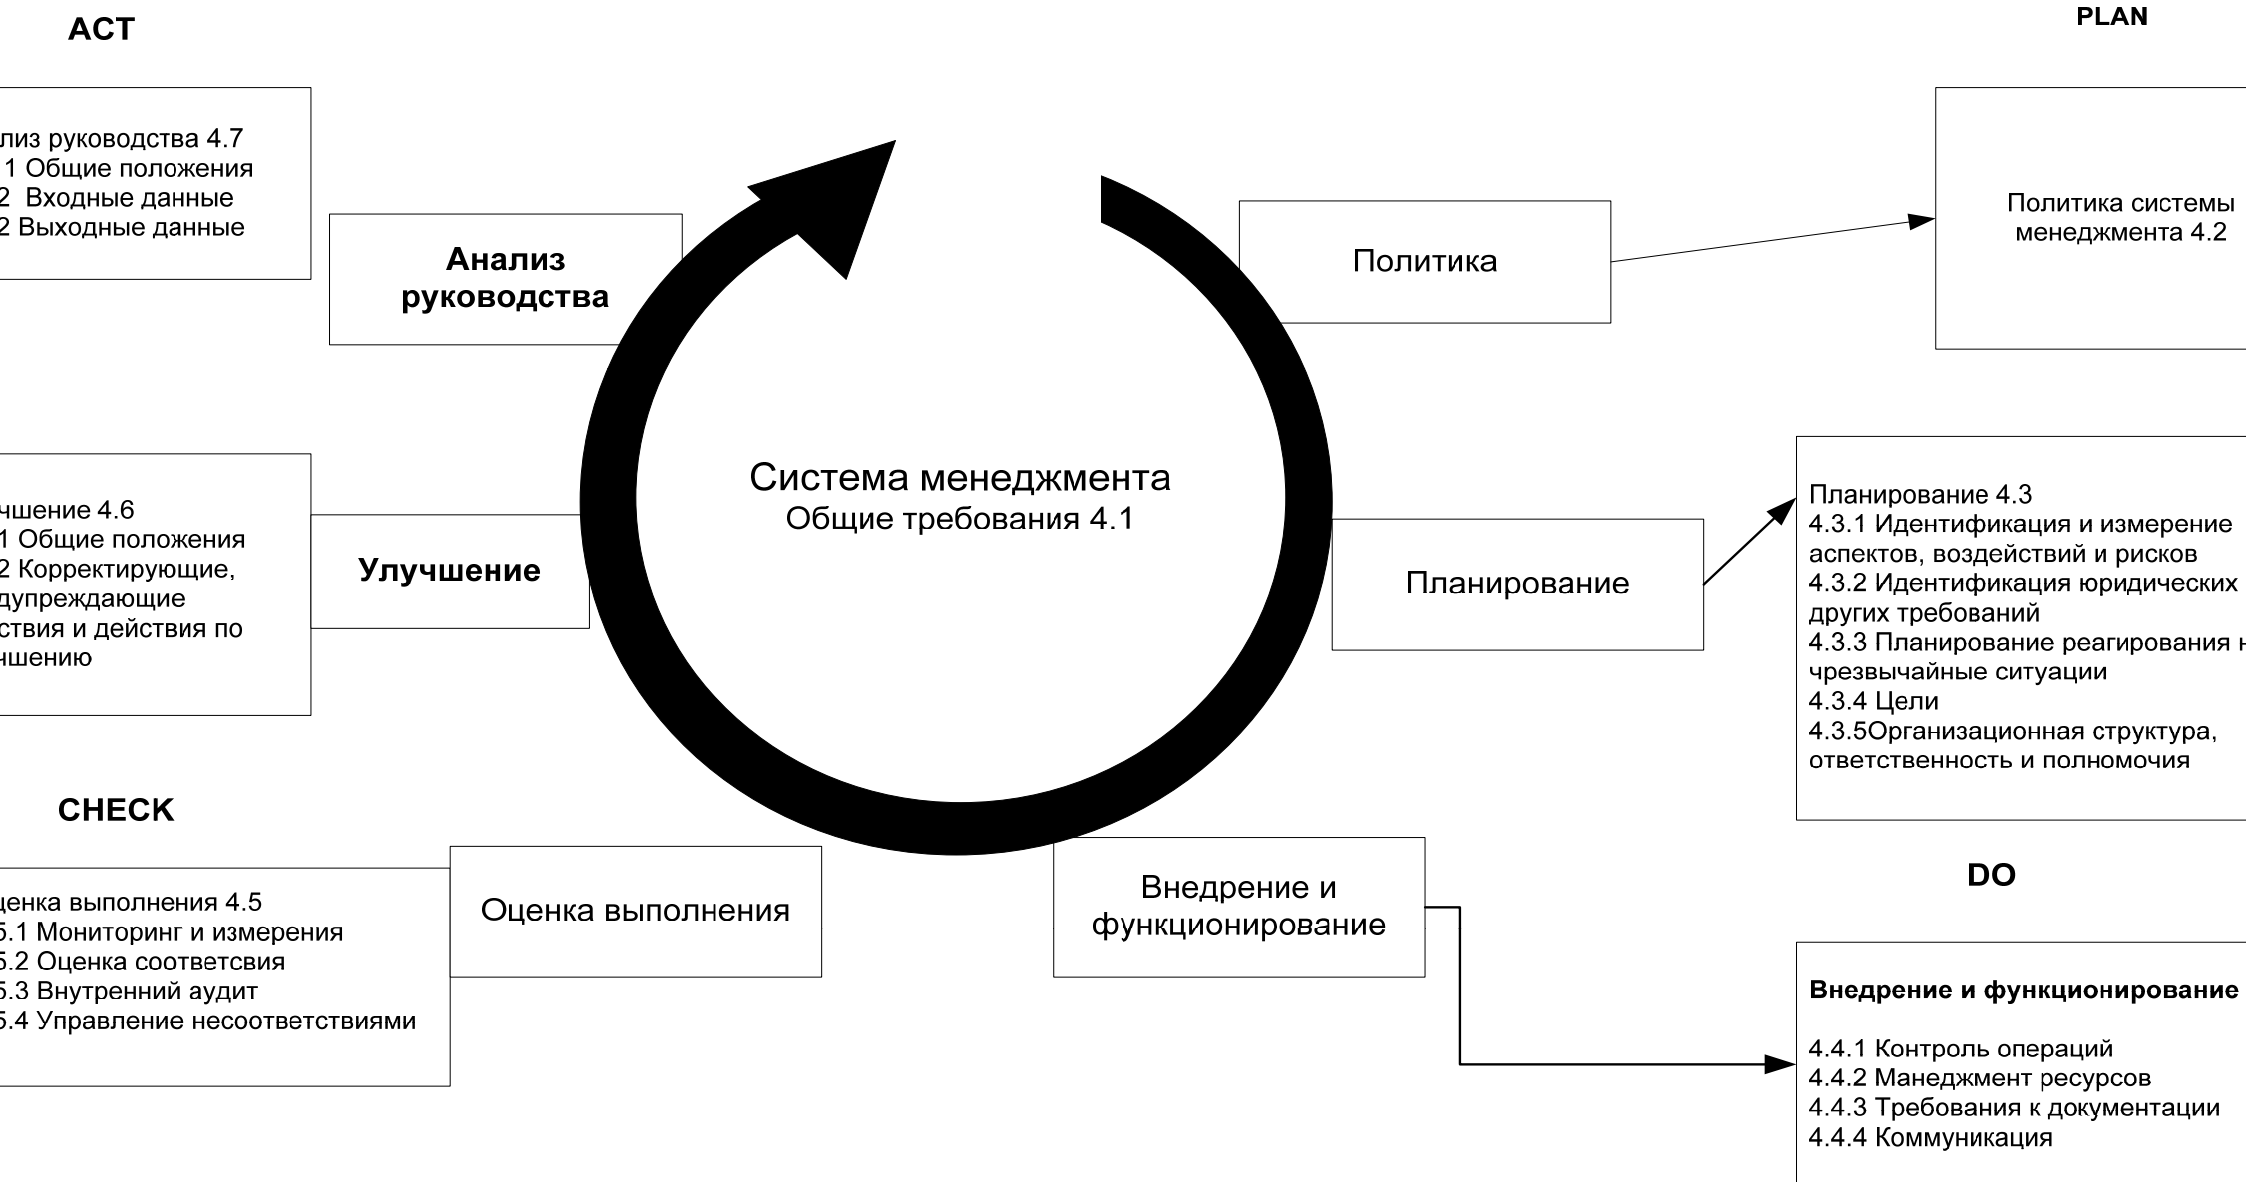 ACT
PLAN
лиз руководства 4.7
1 Общие положения
2 Входные данные
2 Выходные данные
Анализ
руководства
Политика
Политика системы
менеджмента 4.2
Система менеджмента
Общие требования 4.1
чшение 4.6
1 Общие положения
2 Корректирующие,
дупреждающие
ствия и действия по
чшению
Улучшение
Планирование
Планирование 4.3
4.3.1 Идентификация и измерение
аспектов, воздействий и рисков
4.3.2 Идентификация юридических
других требований
4.3.3 Планирование реагирования н
чрезвычайные ситуации
4.3.4 Цели
4.3.5Организационная структура,
ответственность и полномочия
CHECK
ценка выполнения 4.5
5.1 Мониторинг и измерения
5.2 Оценка соответсвия
5.3 Внутренний аудит
5.4 Управление несоответствиями
Оценка выполнения
Внедрение и
функционирование
DO
Внедрение и функционирование
4.4.1 Контроль операций
4.4.2 Манеджмент ресурсов
4.4.3 Требования к документации
4.4.4 Коммуникация